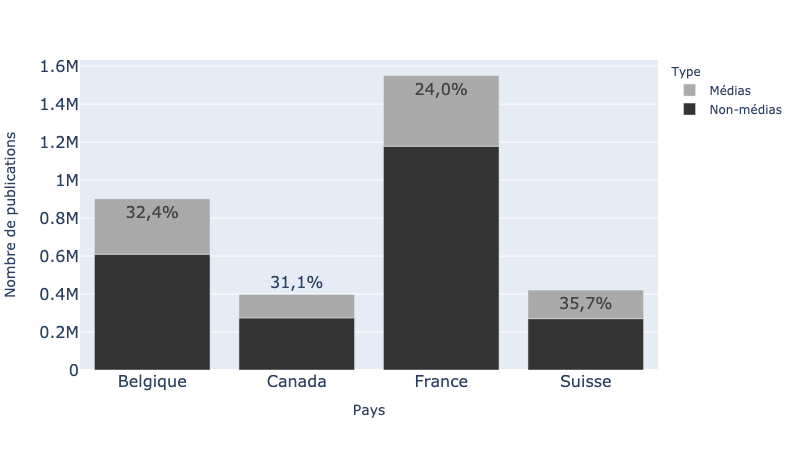 Type
Médias
Non-médias
Nombre de publications
1.6M
1.4M
1.2M
1M
0.8M
0.6M
0.4M
0.2M
0
32,4%
31,1%
24,0%
35,7%
Belgique Canada France Suisse
Pays